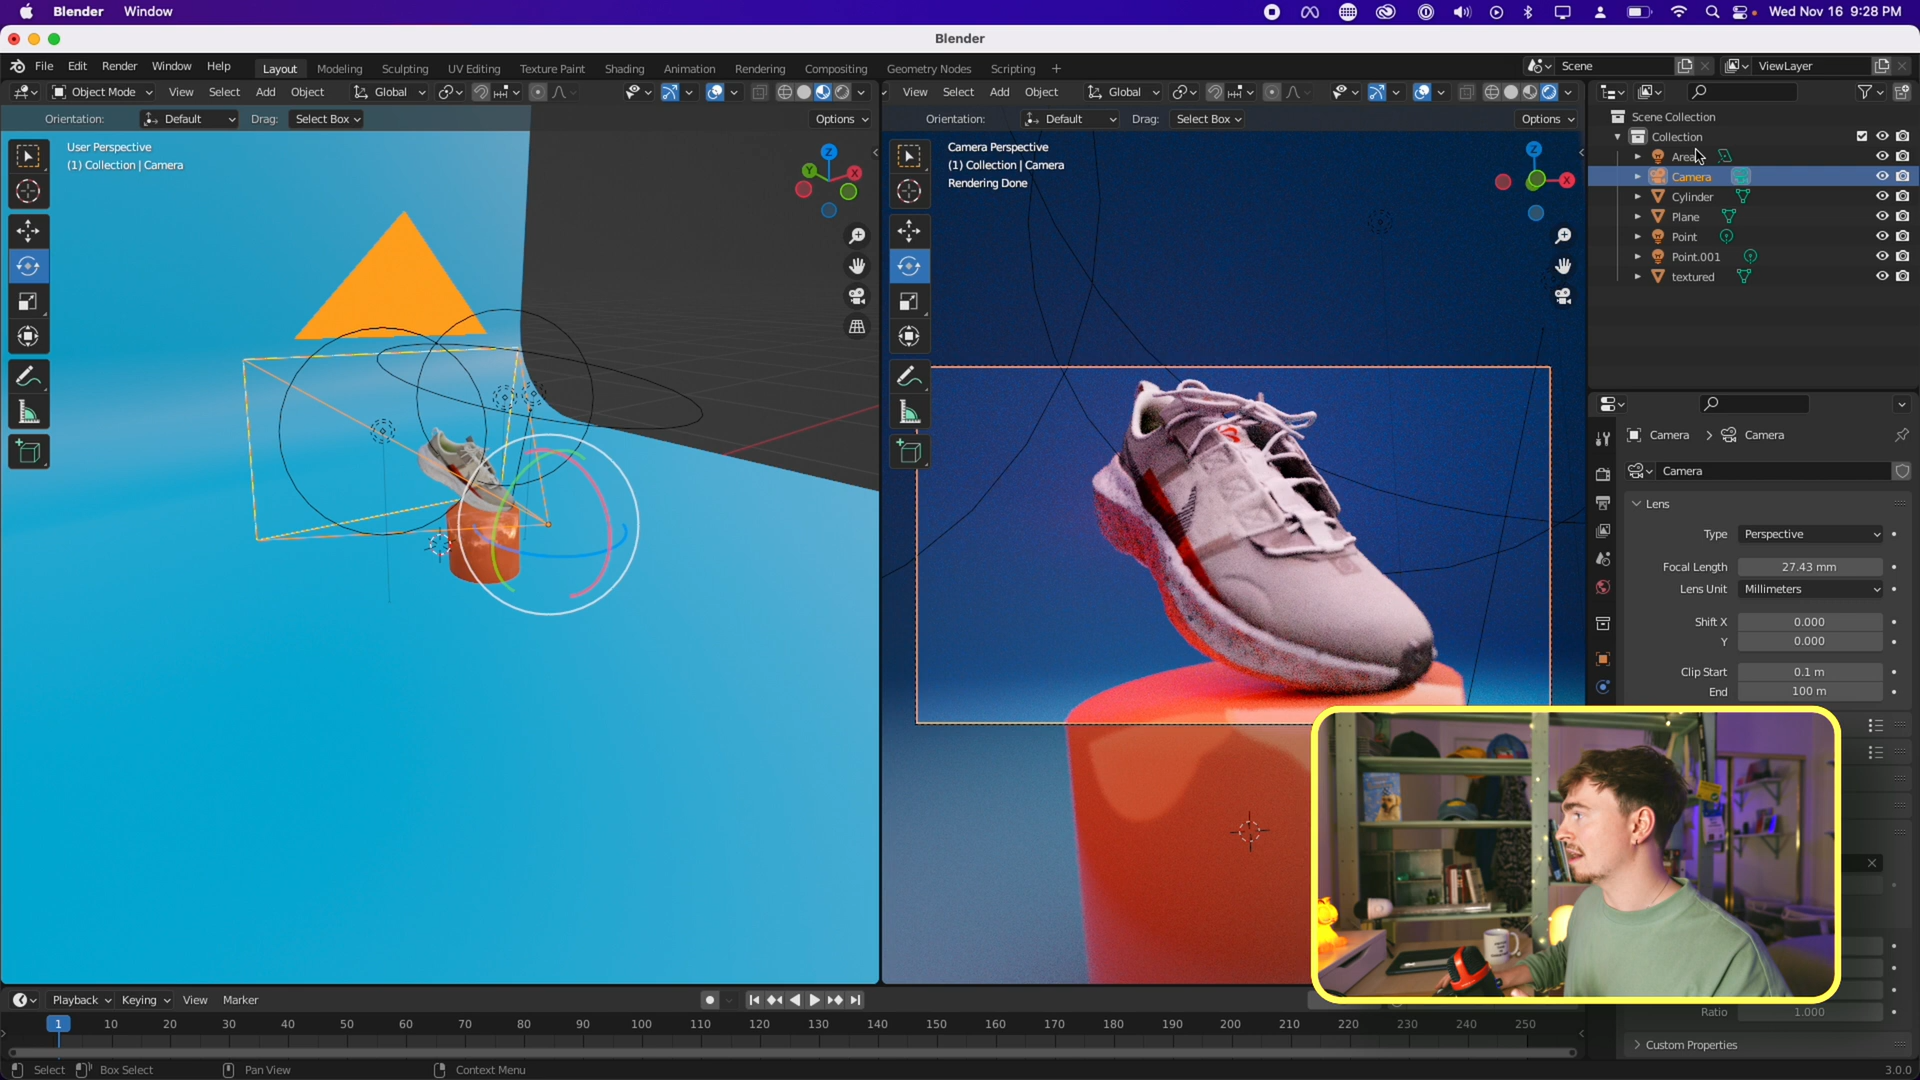 Blender Window Wed Nov 16 9:28 PM
Blender
File Edit Render Window Help Layout Modeling Sculpting UV Editing Texture Paint Shading Animation Rendering Compositing Geometry Nodes Scripting + Scene ViewLayer
Object Mode View Select Add Object Global View Select Add Object Global
Orientation: Default Drag: Select Box Options Orientation: Default Drag: Select Box Options
User Perspective
(1) Collection | Camera
Z
Y
X
Camera Perspective
(1) Collection | Camera
Rendering Done
Z
X
Scene Collection
Collection
Area
Camera
Cylinder
Plane
Point
Point.001
textured
Camera > Camera
Camera
Lens
Type Perspective
Focal Length 27.43 mm
Lens Unit Millimeters
Shift X 0.000
Y 0.000
Clip Start 0.1 m
End 100 m
Ratio 1.000
Custom Properties
Playback Keying View Marker
1 10 20 30 40 50 60 70 80 90 100 110 120 130 140 150 160 170 180 190 200 210 220 230 240 250
Select Box Select Pan View Context Menu 3.0.0